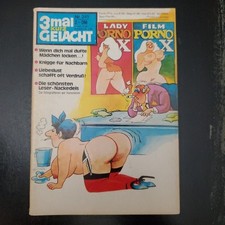 3mal
GELACHT
• Wenn dich mal dufte
Mädchen locken...!
• Knigge für Nachbarn
• Liebeslust
schafft oft Verdruß!
• Die schönsten
Leser-Nackedeis
LADY
PORNO
X
FILM
PORNO
X